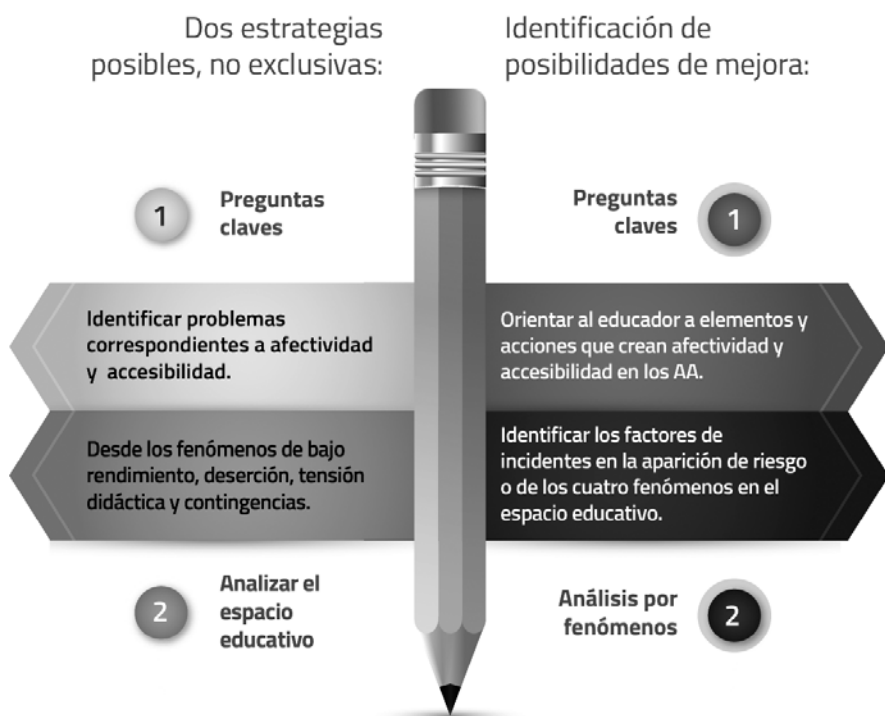 Dos estrategias
posibles, no exclusivas:
1
Preguntas
claves
Identificar problemas
correspondientes a afectividad
y accesibilidad.
Desde los fenómenos de bajo
rendimiento, deserción, tensión
didáctica y contingencias.
2
Analizar el
espacio
educativo
Identificación de
posibilidades de mejora:
Preguntas
claves
1
Orientar al educador a elementos y
acciones que crean afectividad y
accesibilidad en los AA.
Identificar los factores de
incidentes en la aparición de riesgo
o de los cuatro fenómenos en el
espacio educativo.
Análisis por
fenómenos
2